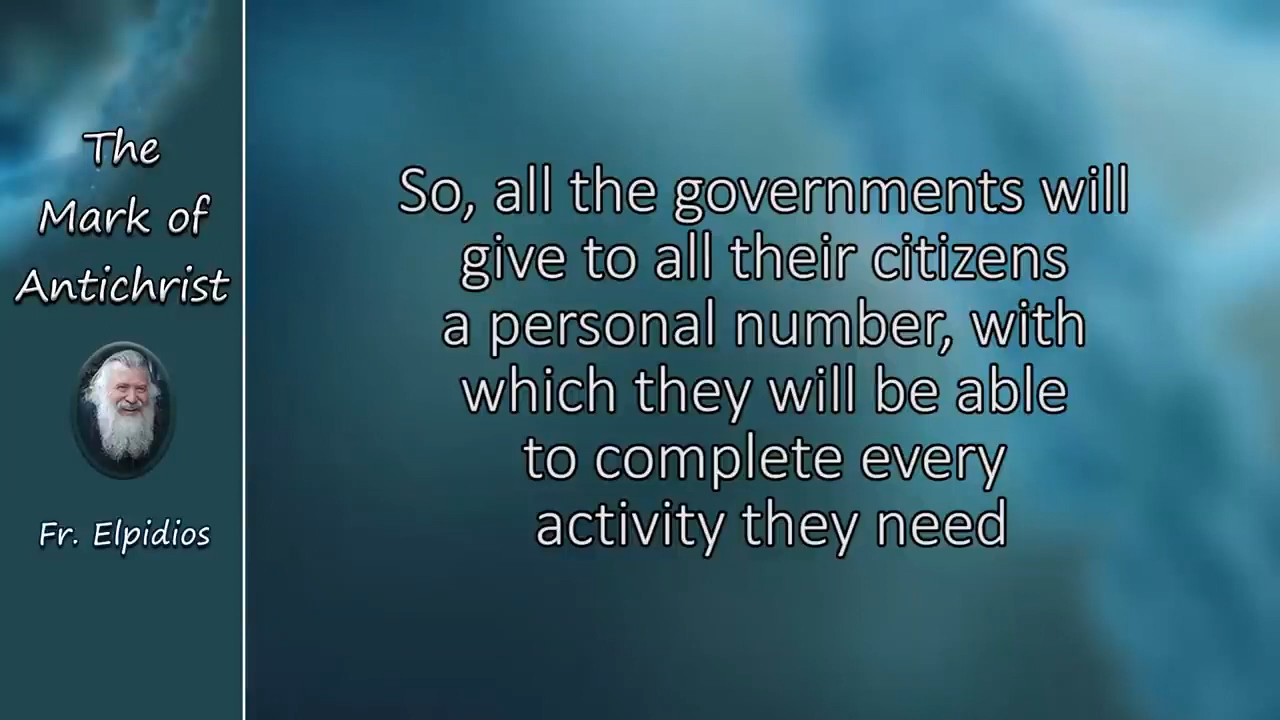 The
Mark of
Antichrist
Fr. Elpidios
So, all the governments will
give to all their citizens
a personal number, with
which they will be able
to complete every
activity they need